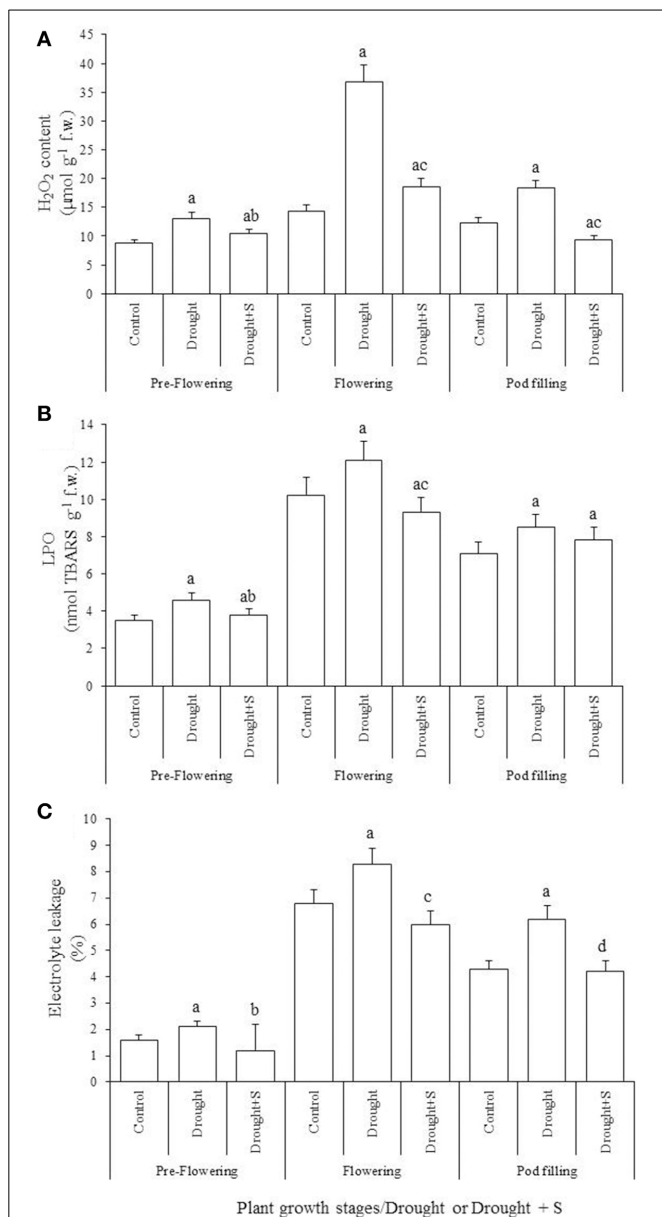 A
H₂O₂ content
(µmol g⁻¹ f.w.)
45
40
35
30
25
20
15
10
5
0
a
ab
a
ac
a
ac
Control
Drought
Drought+S
Control
Drought
Drought+S
Control
Drought
Drought+S
Pre-Flowering
Flowering
Pod filling
B
LPO
(nmol TBARS g⁻¹ f.w.)
14
12
10
8
6
4
2
0
a
ab
a
ac
a
a
Control
Drought
Drought+S
Control
Drought
Drought+S
Control
Drought
Drought+S
Pre-Flowering
Flowering
Pod filling
C
Electrolyte leakage
(%)
10
9
8
7
6
5
4
3
2
1
0
a
b
a
c
a
d
Control
Drought
Drought+S
Control
Drought
Drought+S
Control
Drought
Drought+S
Pre-Flowering
Flowering
Pod filling
Plant growth stages/Drought or Drought + S